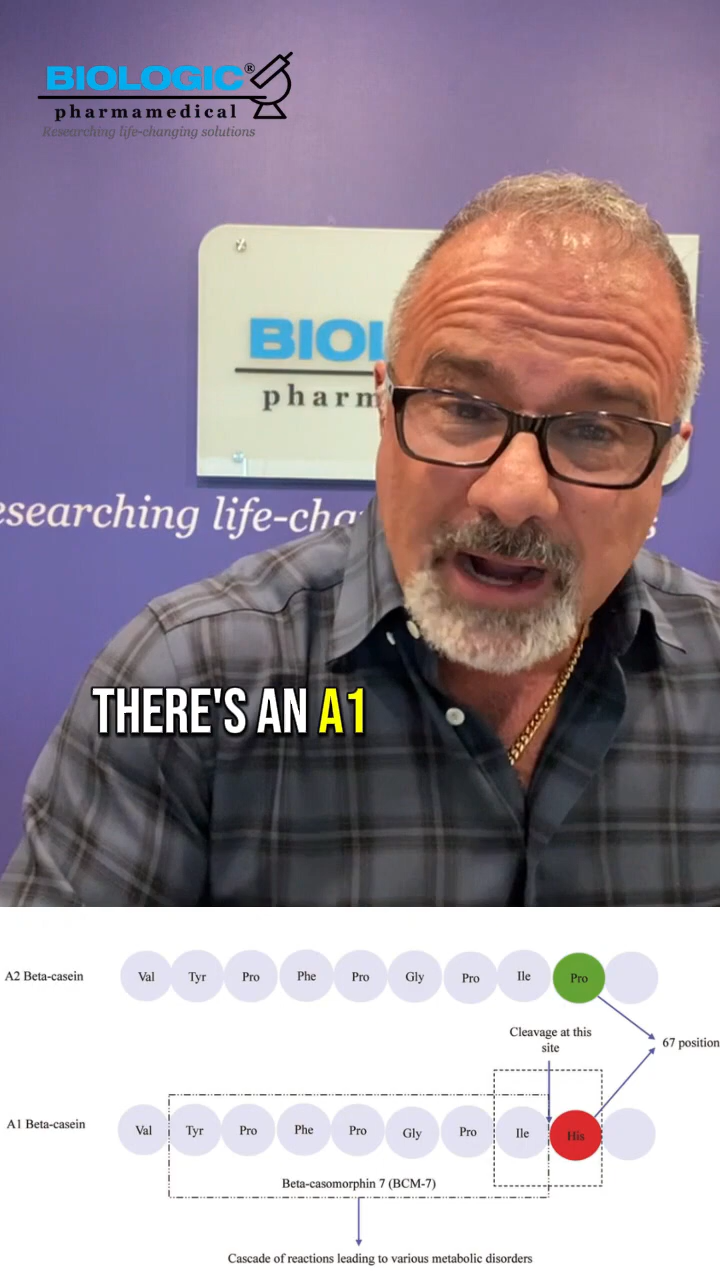 BIOLOGIC®
pharmamedical
Researching life-changing solutions
BIOL
pharm
esearching life-cha
s
THERE'S AN A1
A2 Beta-casein
Val Tyr Pro Phe Pro Gly Pro Ile Pro
Cleavage at this
site
67 position
A1 Beta-casein
Val Tyr Pro Phe Pro Gly Pro Ile His
Beta-casomorphin 7 (BCM-7)
Cascade of reactions leading to various metabolic disorders